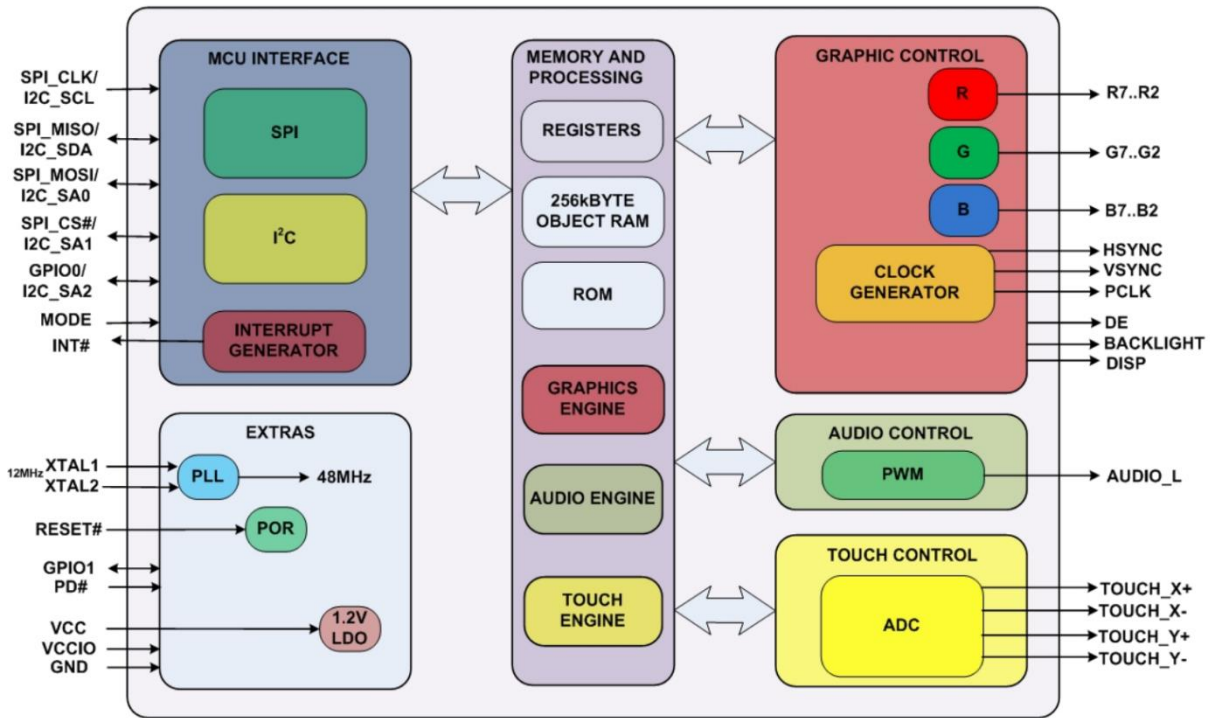 MCU INTERFACE
SPI_CLK/
I2C_SCL
SPI_MISO/
I2C_SDA
SPI_MOSI/
I2C_SA0
SPI_CS#/
I2C_SA1
GPIO0/
I2C_SA2
MODE
INT#
SPI
I²C
INTERRUPT
GENERATOR
EXTRAS
12MHz
XTAL1
XTAL2
PLL
48MHz
RESET#
POR
GPIO1
PD#
VCC
VCCIO
GND
1.2V
LDO
MEMORY AND
PROCESSING
REGISTERS
256kBYTE
OBJECT RAM
ROM
GRAPHICS
ENGINE
AUDIO ENGINE
TOUCH
ENGINE
GRAPHIC CONTROL
R
R7..R2
G
G7..G2
B
B7..B2
CLOCK
GENERATOR
HSYNC
VSYNC
PCLK
DE
BACKLIGHT
DISP
AUDIO CONTROL
PWM
AUDIO_L
TOUCH CONTROL
ADC
TOUCH_X+
TOUCH_X-
TOUCH_Y+
TOUCH_Y-